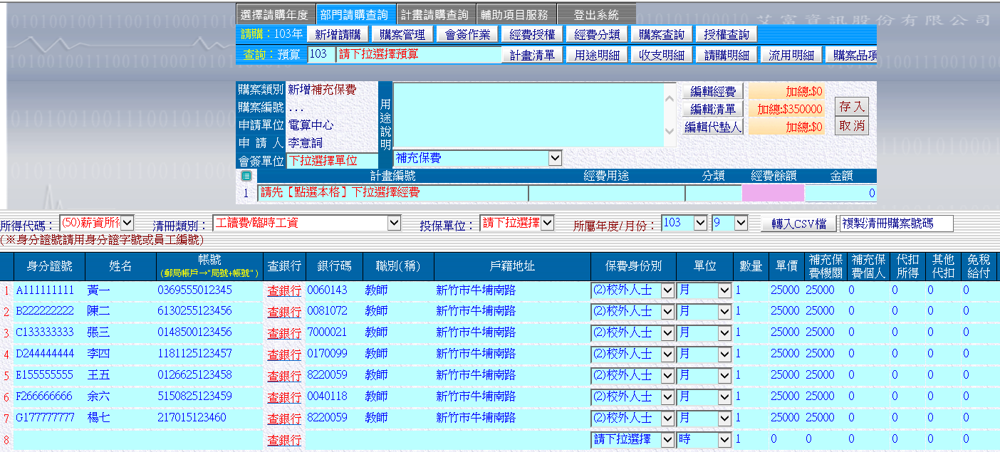 選擇請購年度 部門請購查詢 計畫請購查詢 輔助項目服務 登出系統
艾富資訊股份有限公司
請購：103年 新增請購 購案管理 會簽作業 經費授權 經費分類 購案查詢 授權查詢
查詢：預算 103 請下拉選擇預算 計畫清單 用途明細 收支明細 請購明細 流用明細 購案品項
購案類別 新增補充保費
購案編號 ...
申請單位 電算中心
申 請 人 李意詞
會簽單位 下拉選擇單位
用途說明
補充保費
編輯經費 加總:$0
編輯清單 加總:$350000
編輯代墊人 加總:$0
存入
取消
計畫編號 經費用途 分類 經費餘額 金額
1 請先【點選本格】下拉選擇經費 0
所得代碼： (50)薪資所得 清冊類別： 工讀費/臨時工資 投保單位： 請下拉選擇 所屬年度/月份： 103 9 轉入CSV檔 複製清冊購案號碼
(※身分證號請用身分證字號或員工編號)
身分證號 姓名 帳號 (郵局帳戶→"局號+帳號") 查銀行 銀行碼 職別(稱) 戶籍地址 保費身份別 單位 數量 單價 補充保費機關 補充保費個人 代扣所得 其他代扣 免稅給付
1 A111111111 黃一 0369555012345 查銀行 0060143 教師 新竹市牛埔南路 (2)校外人士 月 1 25000 25000 0 0 0 0
2 B222222222 陳二 6130255123456 查銀行 0081072 教師 新竹市牛埔南路 (2)校外人士 月 1 25000 25000 0 0 0 0
3 C133333333 張三 0148500123456 查銀行 7000021 教師 新竹市牛埔南路 (2)校外人士 月 1 25000 25000 0 0 0 0
4 D244444444 李四 1181125123457 查銀行 0170099 教師 新竹市牛埔南路 (2)校外人士 月 1 25000 25000 0 0 0 0
5 E155555555 王五 0126625123458 查銀行 8220059 教師 新竹市牛埔南路 (2)校外人士 月 1 25000 25000 0 0 0 0
6 F266666666 余六 5150825123459 查銀行 0040118 教師 新竹市牛埔南路 (2)校外人士 月 1 25000 25000 0 0 0 0
7 G177777777 楊七 217015123460 查銀行 8220059 教師 新竹市牛埔南路 (2)校外人士 月 1 25000 25000 0 0 0 0
8 查銀行 請下拉選擇 時 1 0 0 0 0 0 0